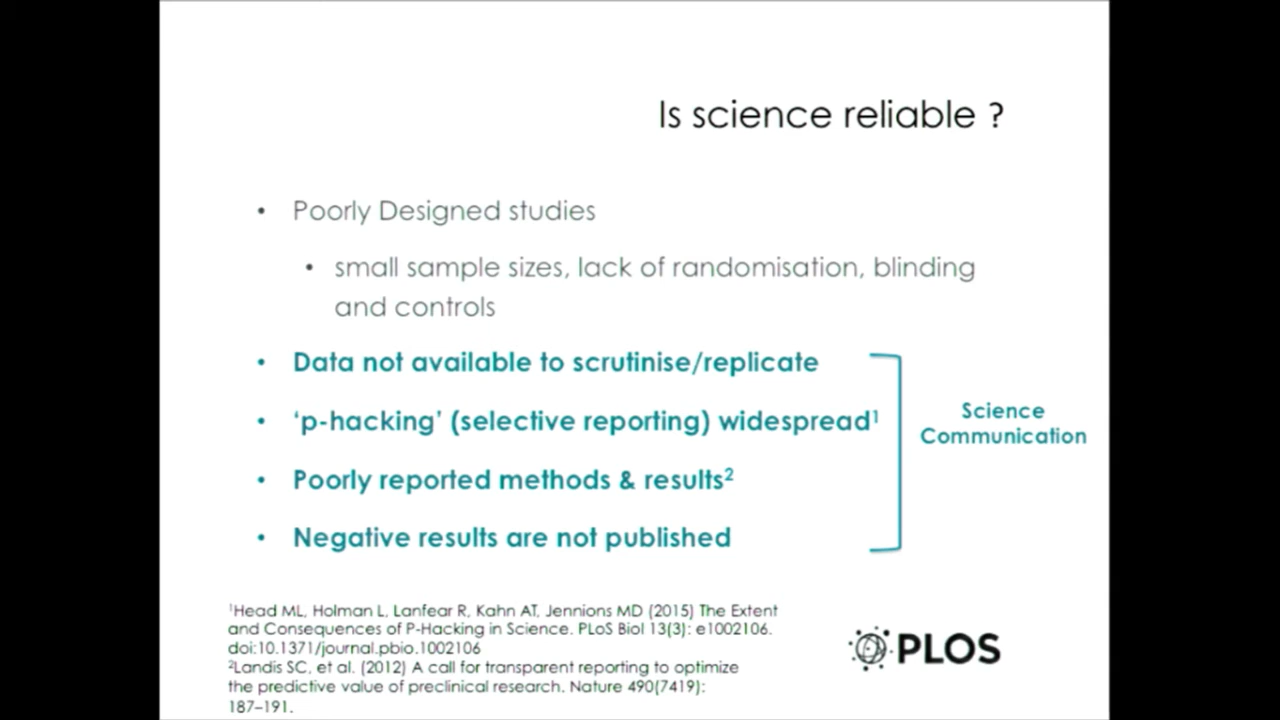 Is science reliable ?
• Poorly Designed studies
• small sample sizes, lack of randomisation, blinding
and controls
• Data not available to scrutinise/replicate
• ‘p-hacking’ (selective reporting) widespread¹
• Poorly reported methods & results²
• Negative results are not published
Science
Communication
¹Head ML, Holman L, Lanfear R, Kahn AT, Jennions MD (2015) The Extent
and Consequences of P-Hacking in Science. PLoS Biol 13(3): e1002106.
doi:10.1371/journal.pbio.1002106
²Landis SC, et al. (2012) A call for transparent reporting to optimize
the predictive value of preclinical research. Nature 490(7419):
187–191.
PLOS